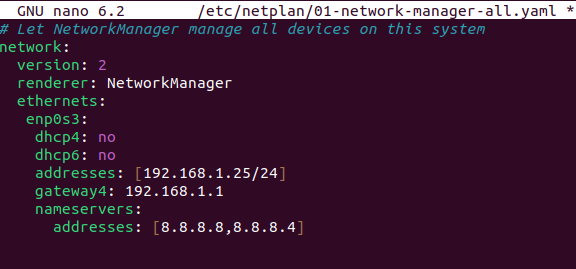 GNU nano 6.2 /etc/netplan/01-network-manager-all.yaml *
# Let NetworkManager manage all devices on this system
network:
  version: 2
  renderer: NetworkManager
  ethernets:
   enp0s3:
    dhcp4: no
    dhcp6: no
    addresses: [192.168.1.25/24]
    gateway4: 192.168.1.1
    nameservers:
      addresses: [8.8.8.8,8.8.8.4]